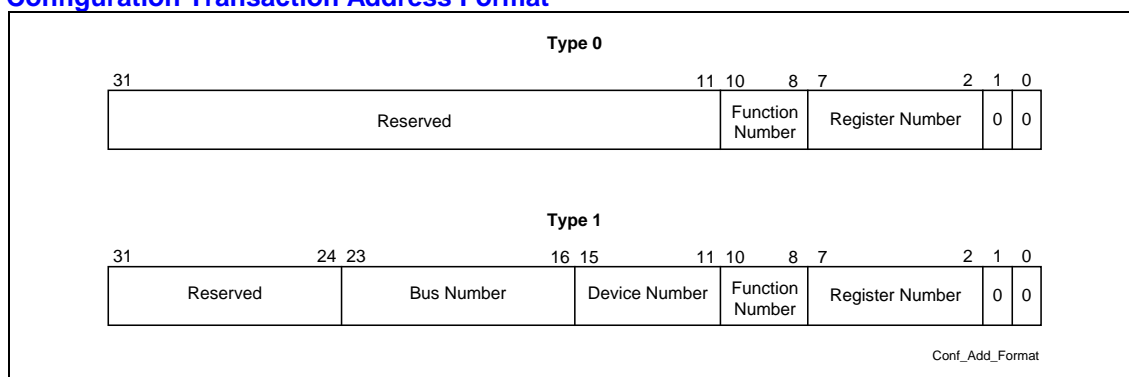 Configuration Transaction Address Format
Type 0
31 11 10 8 7 2 1 0
Reserved Function Number Register Number 0 0
Type 1
31 24 23 16 15 11 10 8 7 2 1 0
Reserved Bus Number Device Number Function Number Register Number 0 0
Conf_Add_Format